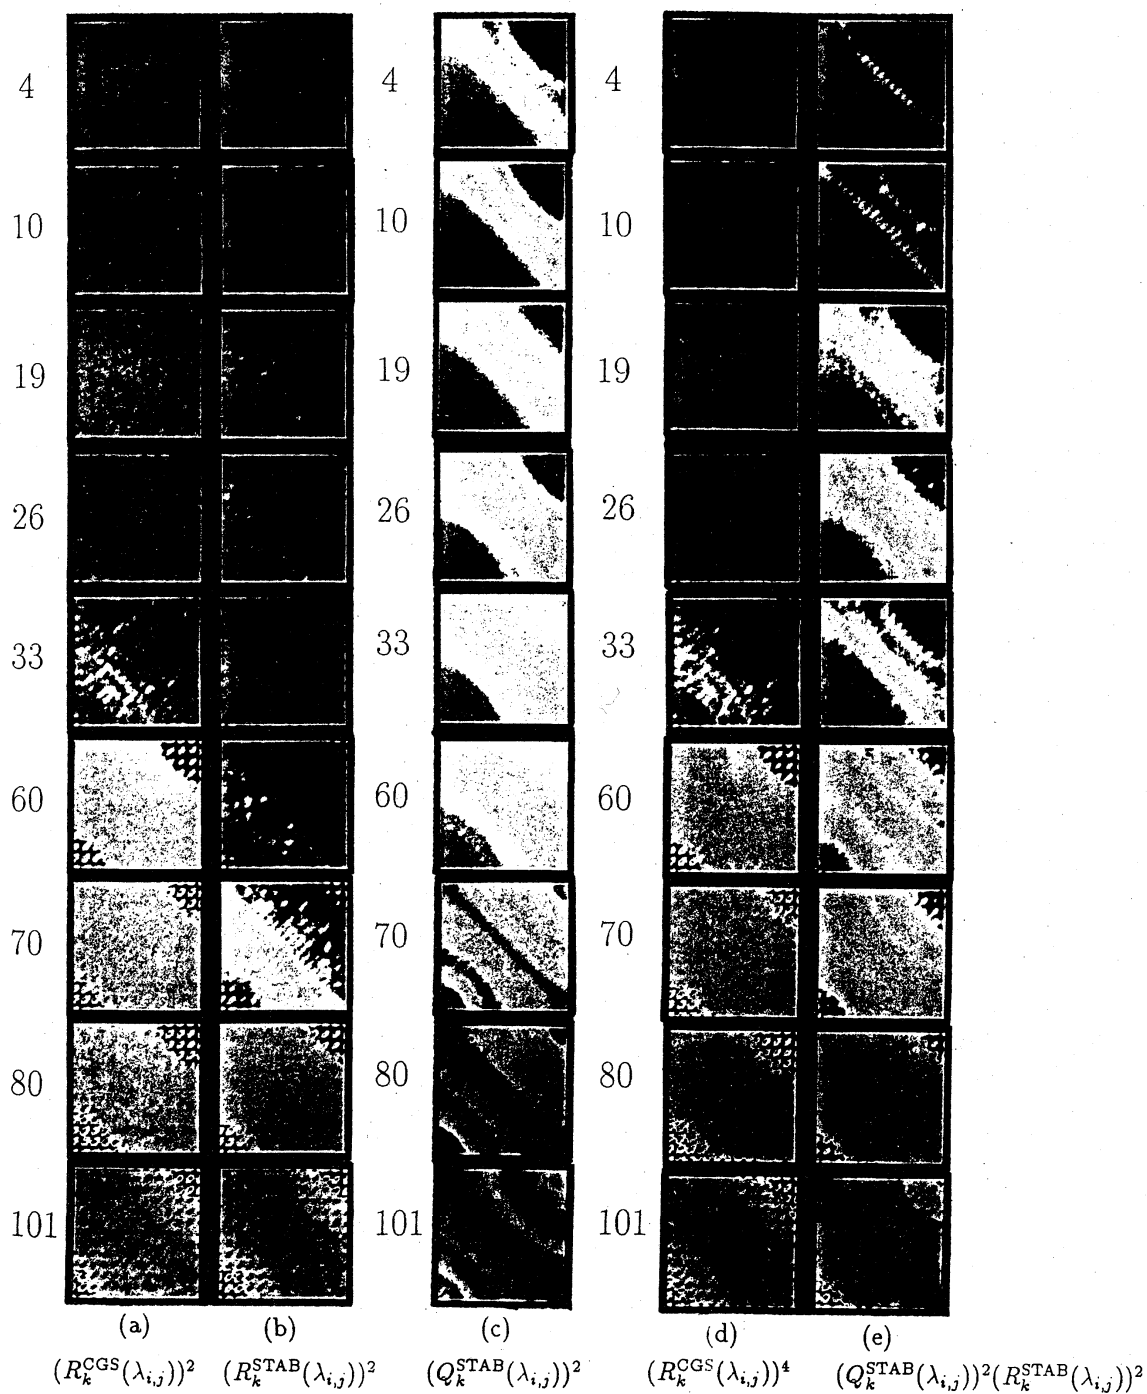 4 4 4
10 10 10
19 19 19
26 26 26
33 33 33
60 60 60
70 70 70
80 80 80
101 101 101
(a) (b) (c) (d) (e)
(R_k^CGS(λ_{i,j}))^2 (R_k^STAB(λ_{i,j}))^2 (Q_k^STAB(λ_{i,j}))^2 (R_k^CGS(λ_{i,j}))^4 (Q_k^STAB(λ_{i,j}))^2(R_k^STAB(λ_{i,j}))^2